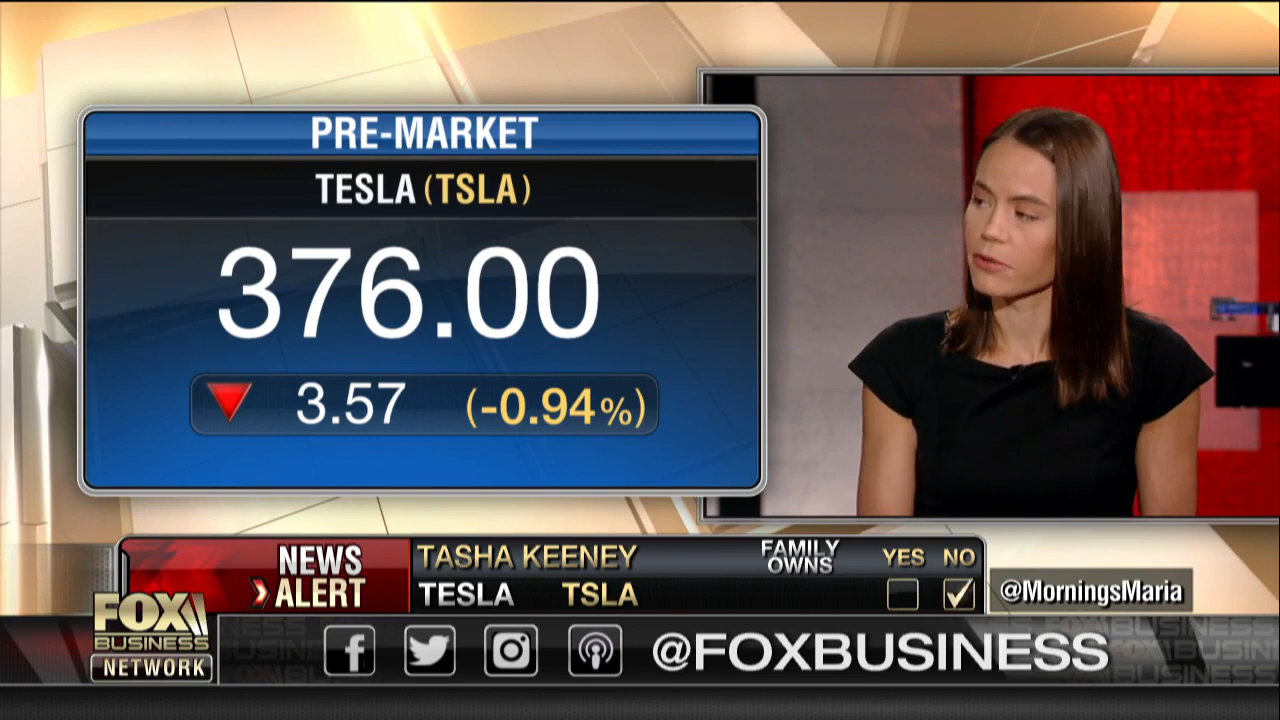 PRE-MARKET
TESLA (TSLA)
376.00
3.57 (-0.94%)
NEWS ALERT
TASHA KEENEY
FAMILY OWNS
YES NO
TESLA TSLA
@MorningsMaria
FOX
BUSINESS
NETWORK
@FOXBUSINESS